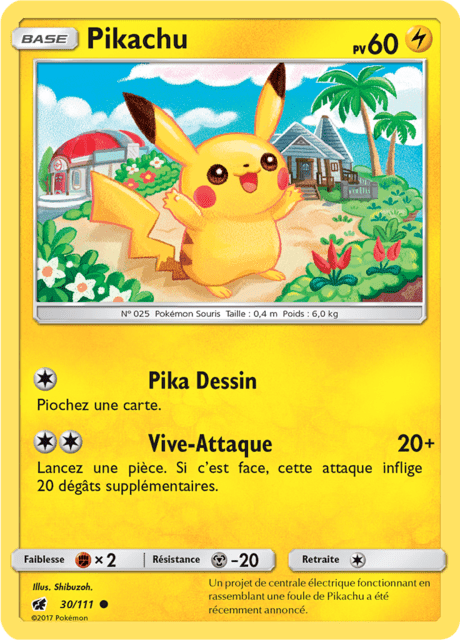 BASE Pikachu PV60
N° 025 Pokémon Souris Taille : 0,4 m Poids : 6,0 kg
Pika Dessin
Piochez une carte.
Vive-Attaque 20+
Lancez une pièce. Si c'est face, cette attaque inflige
20 dégâts supplémentaires.
Faiblesse ×2 Résistance -20 Retraite
Illus. Shibuzoh.
30/111
©2017 Pokémon
Un projet de centrale électrique fonctionnant en
rassemblant une foule de Pikachu a été
récemment annoncé.